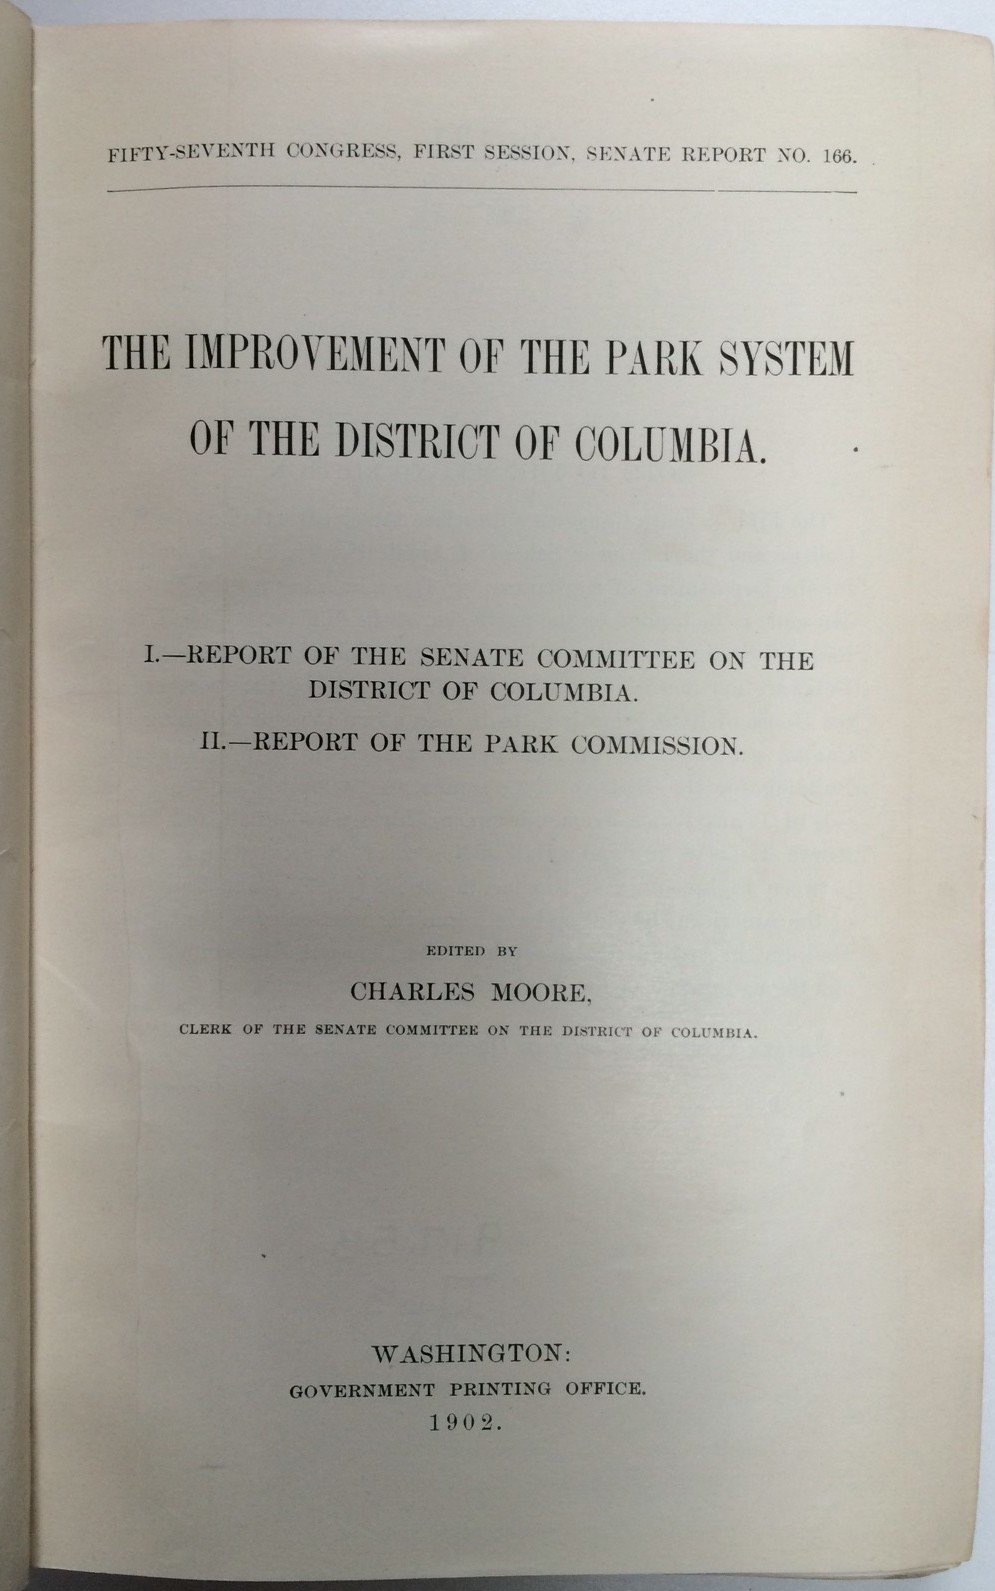 FIFTY-SEVENTH CONGRESS, FIRST SESSION, SENATE REPORT NO. 166.
THE IMPROVEMENT OF THE PARK SYSTEM
OF THE DISTRICT OF COLUMBIA.
I.—REPORT OF THE SENATE COMMITTEE ON THE
DISTRICT OF COLUMBIA.
II.—REPORT OF THE PARK COMMISSION.
EDITED BY
CHARLES MOORE,
CLERK OF THE SENATE COMMITTEE ON THE DISTRICT OF COLUMBIA.
WASHINGTON:
GOVERNMENT PRINTING OFFICE.
1902.